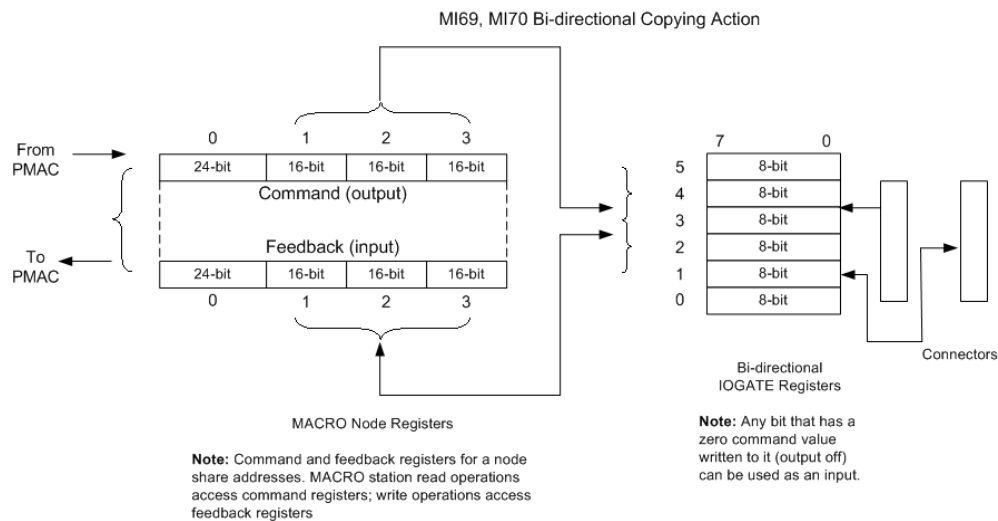 MI69, MI70 Bi-directional Copying Action
From
PMAC
0 1 2 3
24-bit 16-bit 16-bit 16-bit
Command (output)
Feedback (input)
To
PMAC
24-bit 16-bit 16-bit 16-bit
0 1 2 3
7 0
5 8-bit
4 8-bit
3 8-bit
2 8-bit
1 8-bit
0 8-bit
Connectors
Bi-directional
IOGATE Registers
MACRO Node Registers
Note: Command and feedback registers for a node
share addresses. MACRO station read operations
access command registers; write operations access
feedback registers
Note: Any bit that has a
zero command value
written to it (output off)
can be used as an input.